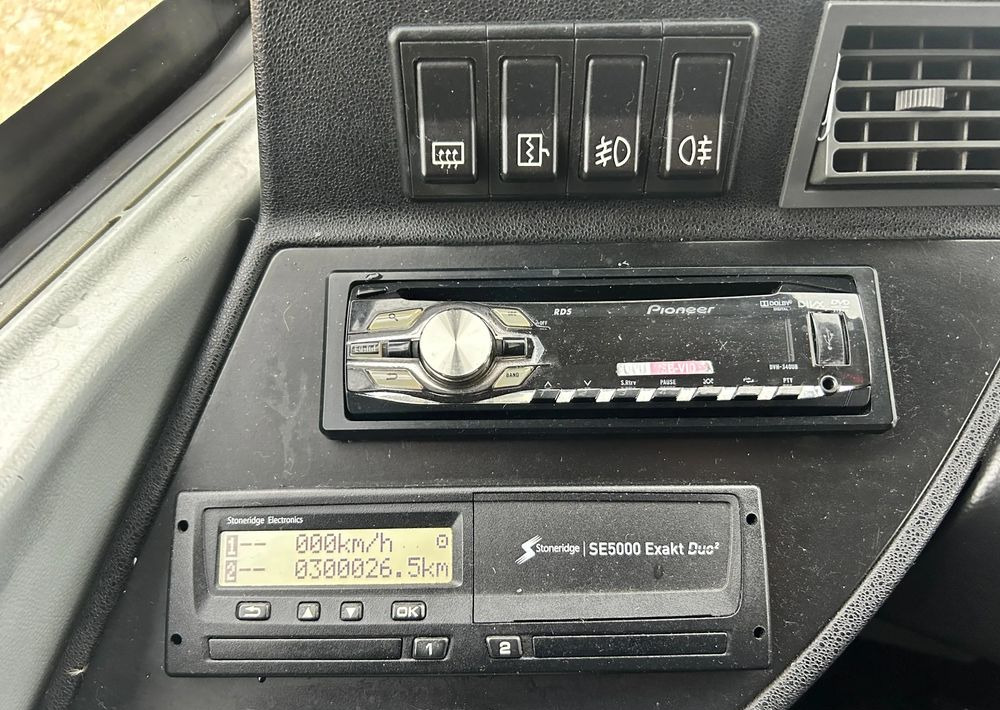 RDS
Pioneer
DOLBY
DIGITAL
DivX
DVD
OFF
BAND
S.Rtrv
PAUSE
PTY
DVH-340UB
Stoneridge Electronics
1-- 000km/h
2-- 0300026.5km
OK
Stoneridge | SE5000 Exakt Duo²
1
2